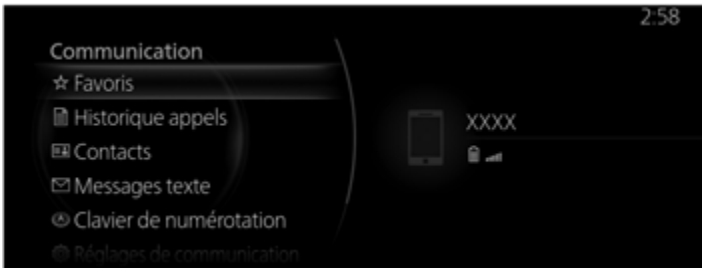 2:58
Communication
Favoris
Historique appels
XXXX
Contacts
Messages texte
Clavier de numérotation
Réglages de communication